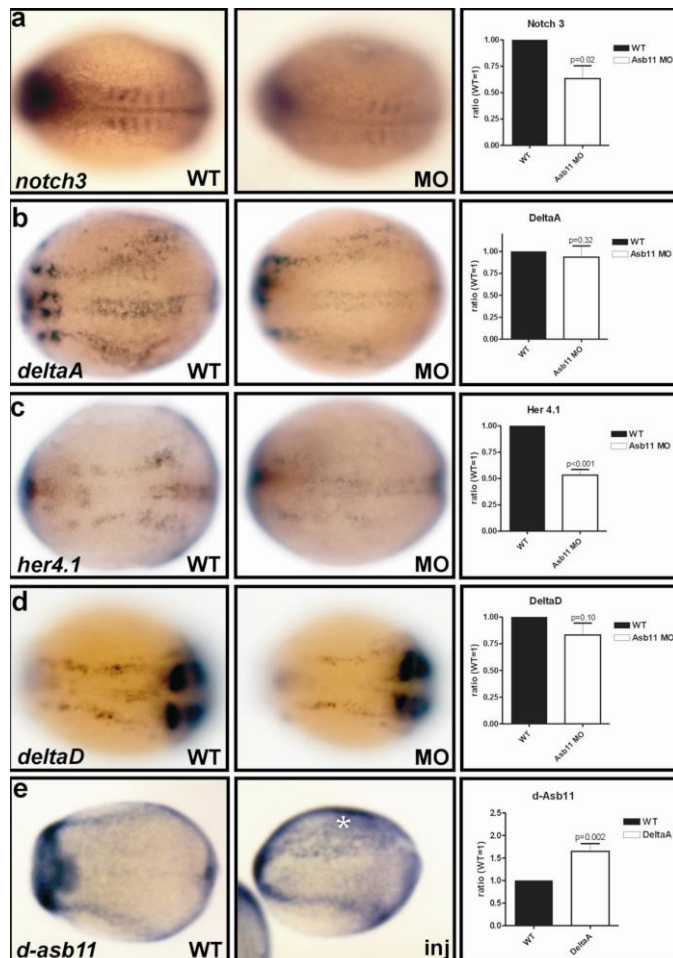 a
notch3
WT
MO
Notch 3
ratio (WT=1)
1.00
0.75
0.50
0.25
0.00
p=0.02
WT
Asb11 MO
WT
Asb11 MO
b
deltaA
WT
MO
DeltaA
ratio (WT=1)
1.00
0.75
0.50
0.25
0.00
p=0.32
WT
Asb11 MO
WT
Asb11 MO
c
her4.1
WT
MO
Her 4.1
ratio (WT=1)
1.00
0.75
0.50
0.25
0.00
p<0.001
WT
Asb11 MO
WT
Asb11 MO
d
deltaD
WT
MO
DeltaD
ratio (WT=1)
1.00
0.75
0.50
0.25
0.00
p=0.10
WT
Asb11 MO
WT
Asb11 MO
e
d-asb11
WT
*
inj
d-Asb11
ratio (WT=1)
2.5
2.0
1.5
1.0
0.5
0.0
p=0.002
WT
DeltaA
WT
DeltaA